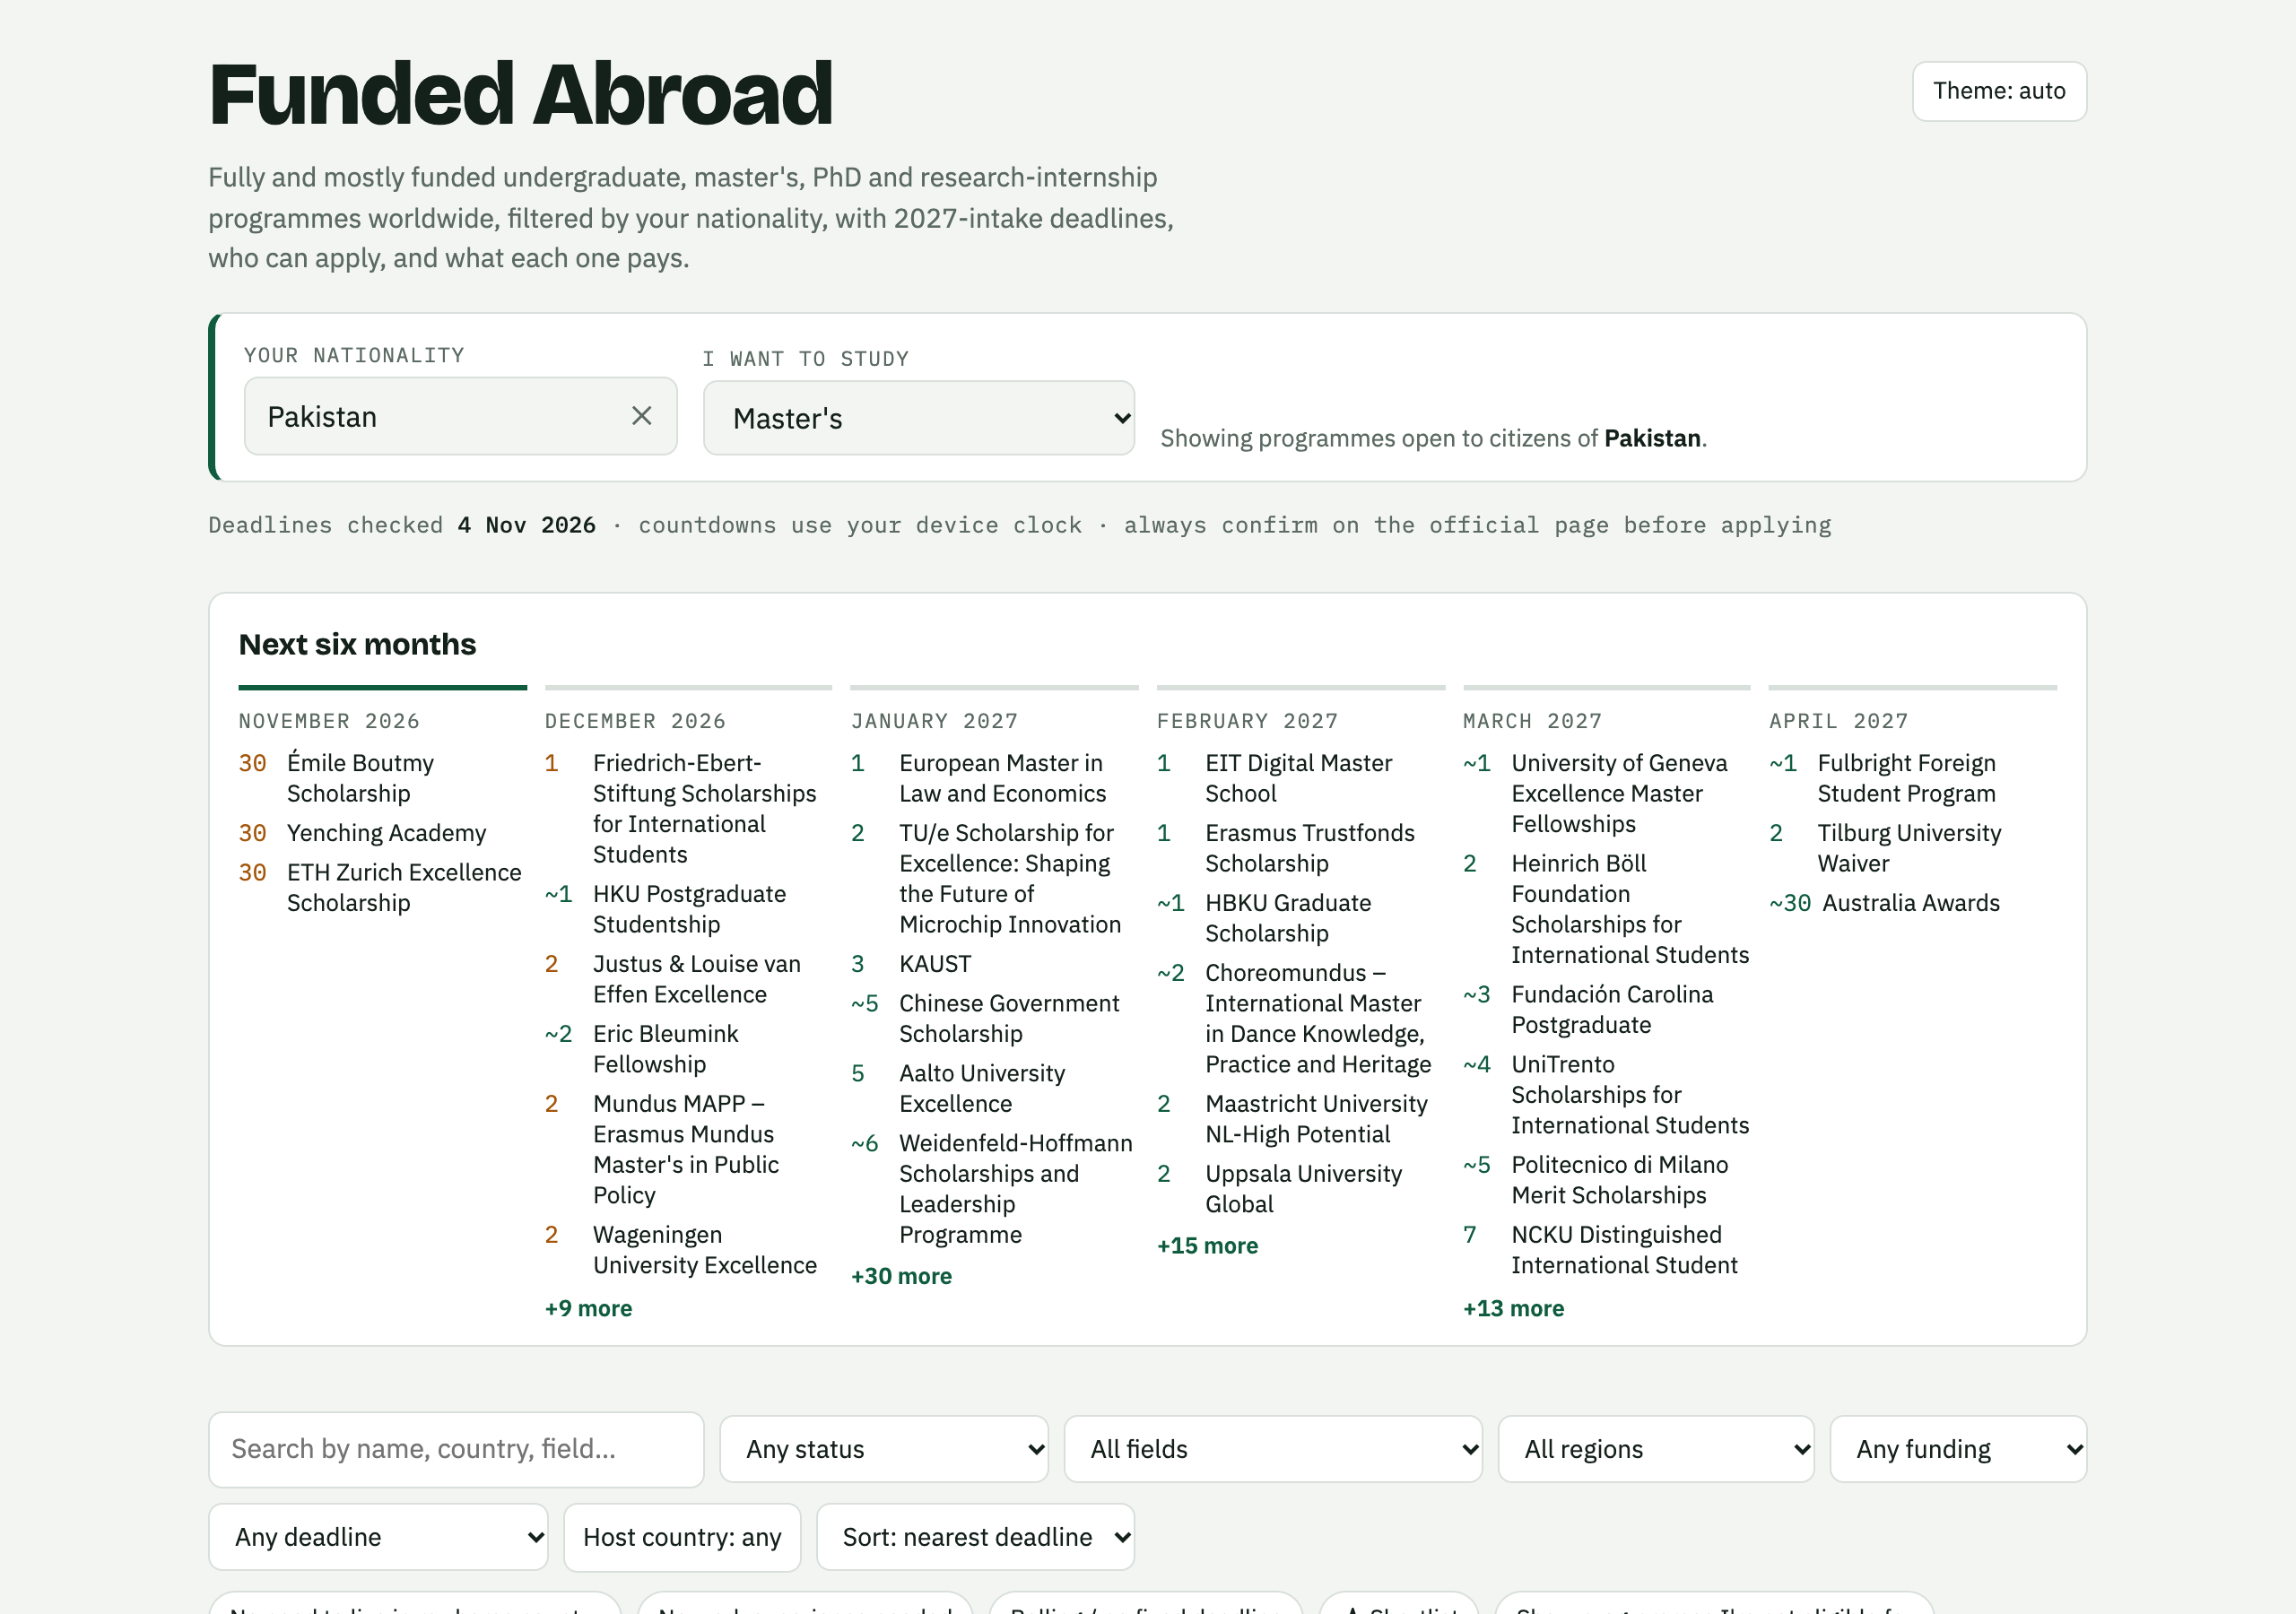 Funded Abroad
Theme: auto
Fully and mostly funded undergraduate, master's, PhD and research-internship
programmes worldwide, filtered by your nationality, with 2027-intake deadlines,
who can apply, and what each one pays.
YOUR NATIONALITY
Pakistan
I WANT TO STUDY
Master's
Showing programmes open to citizens of Pakistan.
Deadlines checked 4 Nov 2026 · countdowns use your device clock · always confirm on the official page before applying
Next six months
NOVEMBER 2026
30 Émile Boutmy
Scholarship
30 Yenching Academy
30 ETH Zurich Excellence
Scholarship
DECEMBER 2026
1 Friedrich-Ebert-
Stiftung Scholarships
for International
Students
~1 HKU Postgraduate
Studentship
2 Justus & Louise van
Effen Excellence
~2 Eric Bleumink
Fellowship
2 Mundus MAPP –
Erasmus Mundus
Master's in Public
Policy
2 Wageningen
University Excellence
+9 more
JANUARY 2027
1 European Master in
Law and Economics
2 TU/e Scholarship for
Excellence: Shaping
the Future of
Microchip Innovation
3 KAUST
~5 Chinese Government
Scholarship
5 Aalto University
Excellence
~6 Weidenfeld-Hoffmann
Scholarships and
Leadership
Programme
+30 more
FEBRUARY 2027
1 EIT Digital Master
School
1 Erasmus Trustfonds
Scholarship
~1 HBKU Graduate
Scholarship
~2 Choreomundus –
International Master
in Dance Knowledge,
Practice and Heritage
2 Maastricht University
NL-High Potential
2 Uppsala University
Global
+15 more
MARCH 2027
~1 University of Geneva
Excellence Master
Fellowships
2 Heinrich Böll
Foundation
Scholarships for
International Students
~3 Fundación Carolina
Postgraduate
~4 UniTrento
Scholarships for
International Students
~5 Politecnico di Milano
Merit Scholarships
7 NCKU Distinguished
International Student
+13 more
APRIL 2027
~1 Fulbright Foreign
Student Program
2 Tilburg University
Waiver
~30 Australia Awards
Search by name, country, field...
Any status
All fields
All regions
Any funding
Any deadline
Host country: any
Sort: nearest deadline